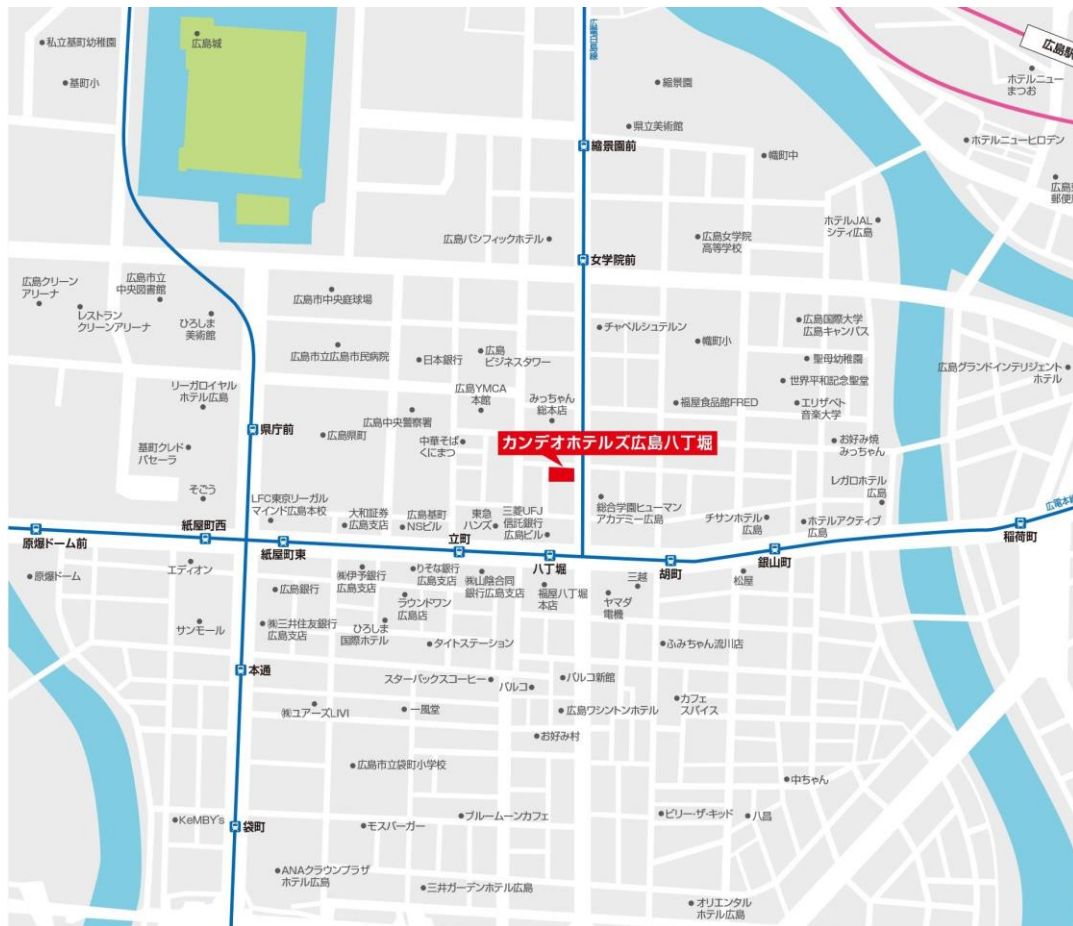 私立基町幼稚園
基町小
広島城
広電白島線
縮景園
県立美術館
縮景園前
幟町中
広島駅
ホテルニュー
まつお
ホテルニューヒロデン
広島パシフィックホテル
女学院前
広島女学院
高等学校
ホテルJAL
シティ広島
広島グリーン
アリーナ
レストラン
グリーンアリーナ
広島市立
中央図書館
ひろしま
美術館
広島市中央庭球場
広島市立広島市民病院
日本銀行
広島
ビジネスタワー
チャペルシュテルン
幟町小
広島国際大学
広島キャンパス
聖母幼稚園
世界平和記念聖堂
エリザベト
音楽大学
広島グランドインテリジェント
ホテル
リーガロイヤル
ホテル広島
県庁前
基町クレド
パセーラ
そごう
広島県町
広島中央警察署
広島YMCA
本館
中華そば
くにまつ
みっちゃん
総本店
福屋食品館FRED
お好み焼
みっちゃん
レガロホテル
広島
カンデオホテルズ広島八丁堀
LFC東京リーガル
マインド広島本校
大和証券
広島支店
広島基町
NSビル
東急
ハンズ
三菱UFJ
信託銀行
広島ビル
総合学園ヒューマン
アカデミー広島
チサンホテル
広島
ホテルアクティブ
広島
広電本線
原爆ドーム前
紙屋町西
紙屋町東
立町
八丁堀
胡町
銀山町
稲荷町
原爆ドーム
エディオン
サンモール
広島銀行
㈱三井住友銀行
広島支店
㈱伊予銀行
広島支店
りそな銀行
広島支店
ラウンドワン
広島店
ひろしま
国際ホテル
㈱山陰合同
銀行広島支店
福屋八丁堀
本店
三越
ヤマダ
電機
松屋
タイトステーション
ふみちゃん流川店
本通
スターバックスコーヒー
パルコ
パルコ新館
広島ワシントンホテル
カフェ
スパイス
㈱ユアーズLIVI
一風堂
お好み村
広島市立袋町小学校
中ちゃん
KeMBY's
袋町
モスバーガー
ブルームーンカフェ
ビリー・ザ・キッド
八昌
ANAクラウンプラザ
ホテル広島
三井ガーデンホテル広島
オリエンタル
ホテル広島